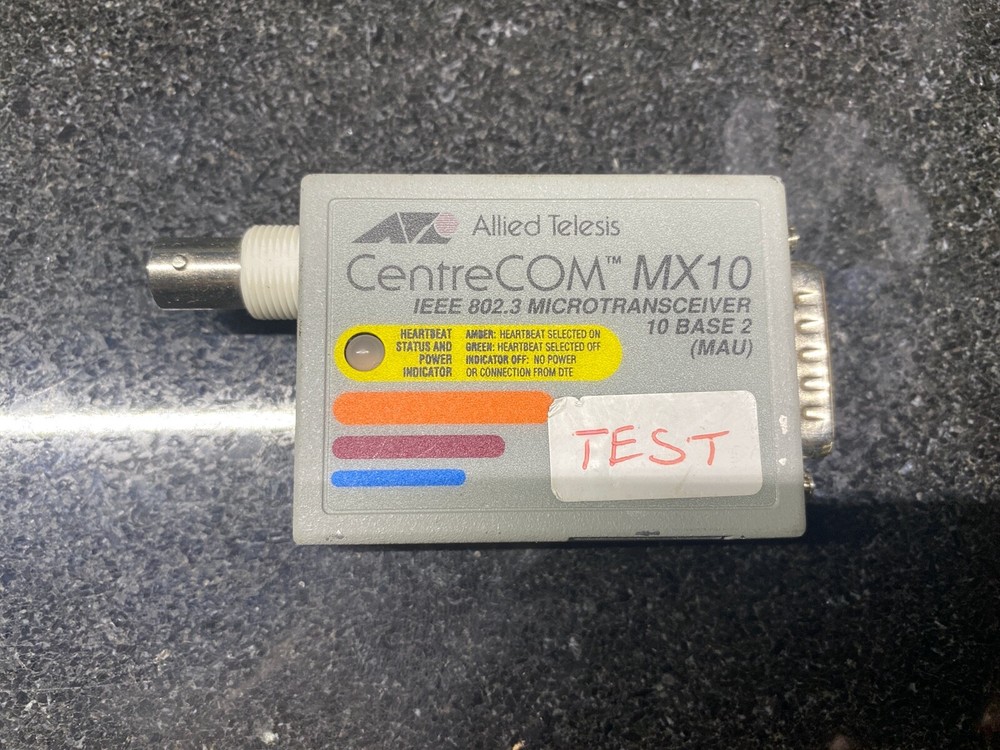 Allied Telesis
CentreCOM™ MX10
IEEE 802.3 MICROTRANSCEIVER
10 BASE 2
(MAU)
HEARTBEAT
STATUS AND
POWER
INDICATOR
AMBER: HEARTBEAT SELECTED ON
GREEN: HEARTBEAT SELECTED OFF
INDICATOR OFF: NO POWER
OR CONNECTION FROM DTE
TEST